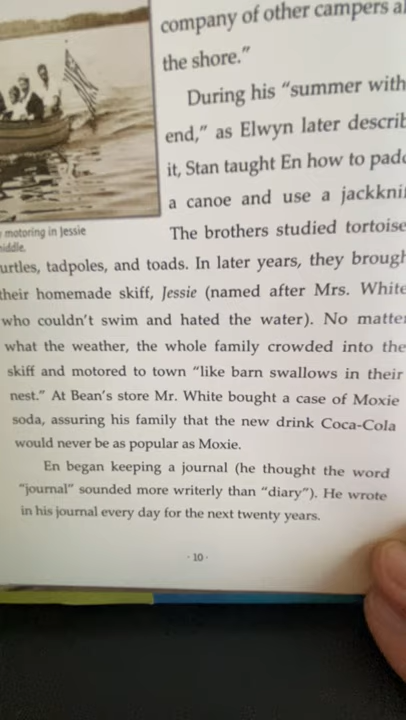 company of other campers
the shore."
During his "summer with
end," as Elwyn later describ
it, Stan taught En how to padd
a canoe and use a jackkni
motoring in Jessie
middle.
The brothers studied tortoise
urtles, tadpoles, and toads. In later years, they brough
their homemade skiff, Jessie (named after Mrs. White
who couldn't swim and hated the water). No matter
what the weather, the whole family crowded into the
skiff and motored to town "like barn swallows in their
nest." At Bean's store Mr. White bought a case of Moxie
soda, assuring his family that the new drink Coca-Cola
would never be as popular as Moxie.
En began keeping a journal (he thought the word
"journal" sounded more writerly than "diary"). He wrote
in his journal every day for the next twenty years.
· 10 ·